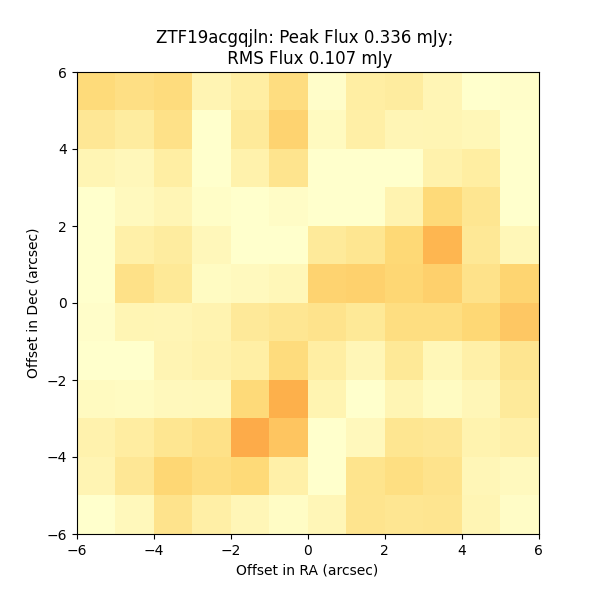 ZTF19acgqjln: Peak Flux 0.336 mJy;
RMS Flux 0.107 mJy
6
4
2
0
−2
−4
−6
Offset in Dec (arcsec)
−6 −4 −2 0 2 4 6
Offset in RA (arcsec)